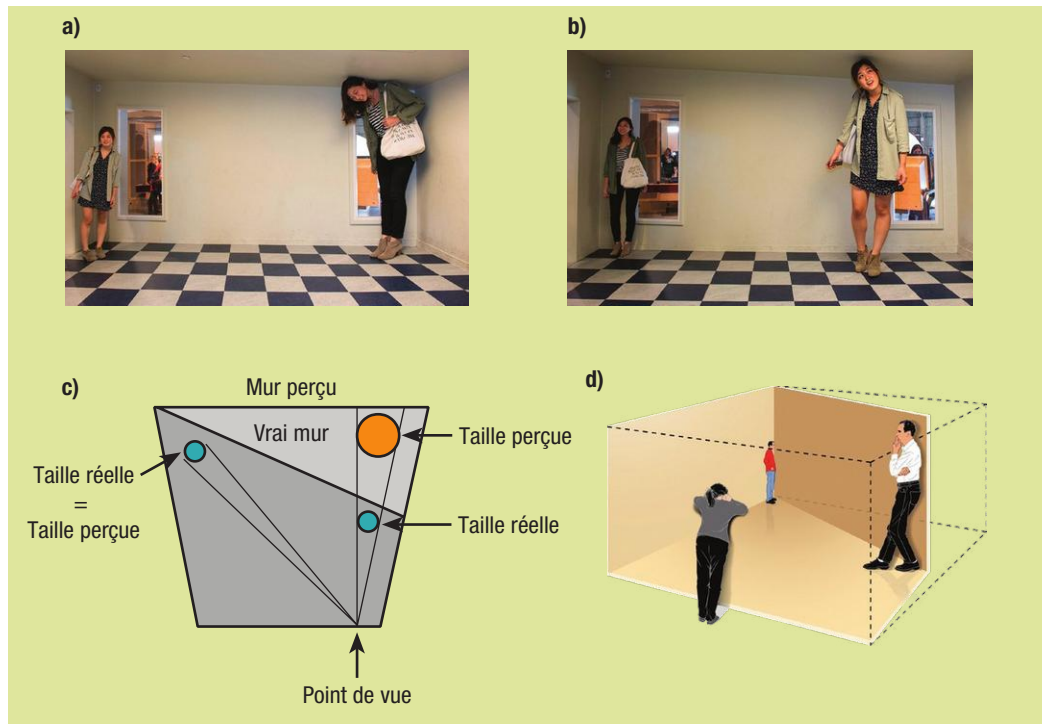 a)
b)
c)
Mur perçu
Vrai mur
Taille perçue
Taille réelle
=
Taille perçue
Taille réelle
Point de vue
d)